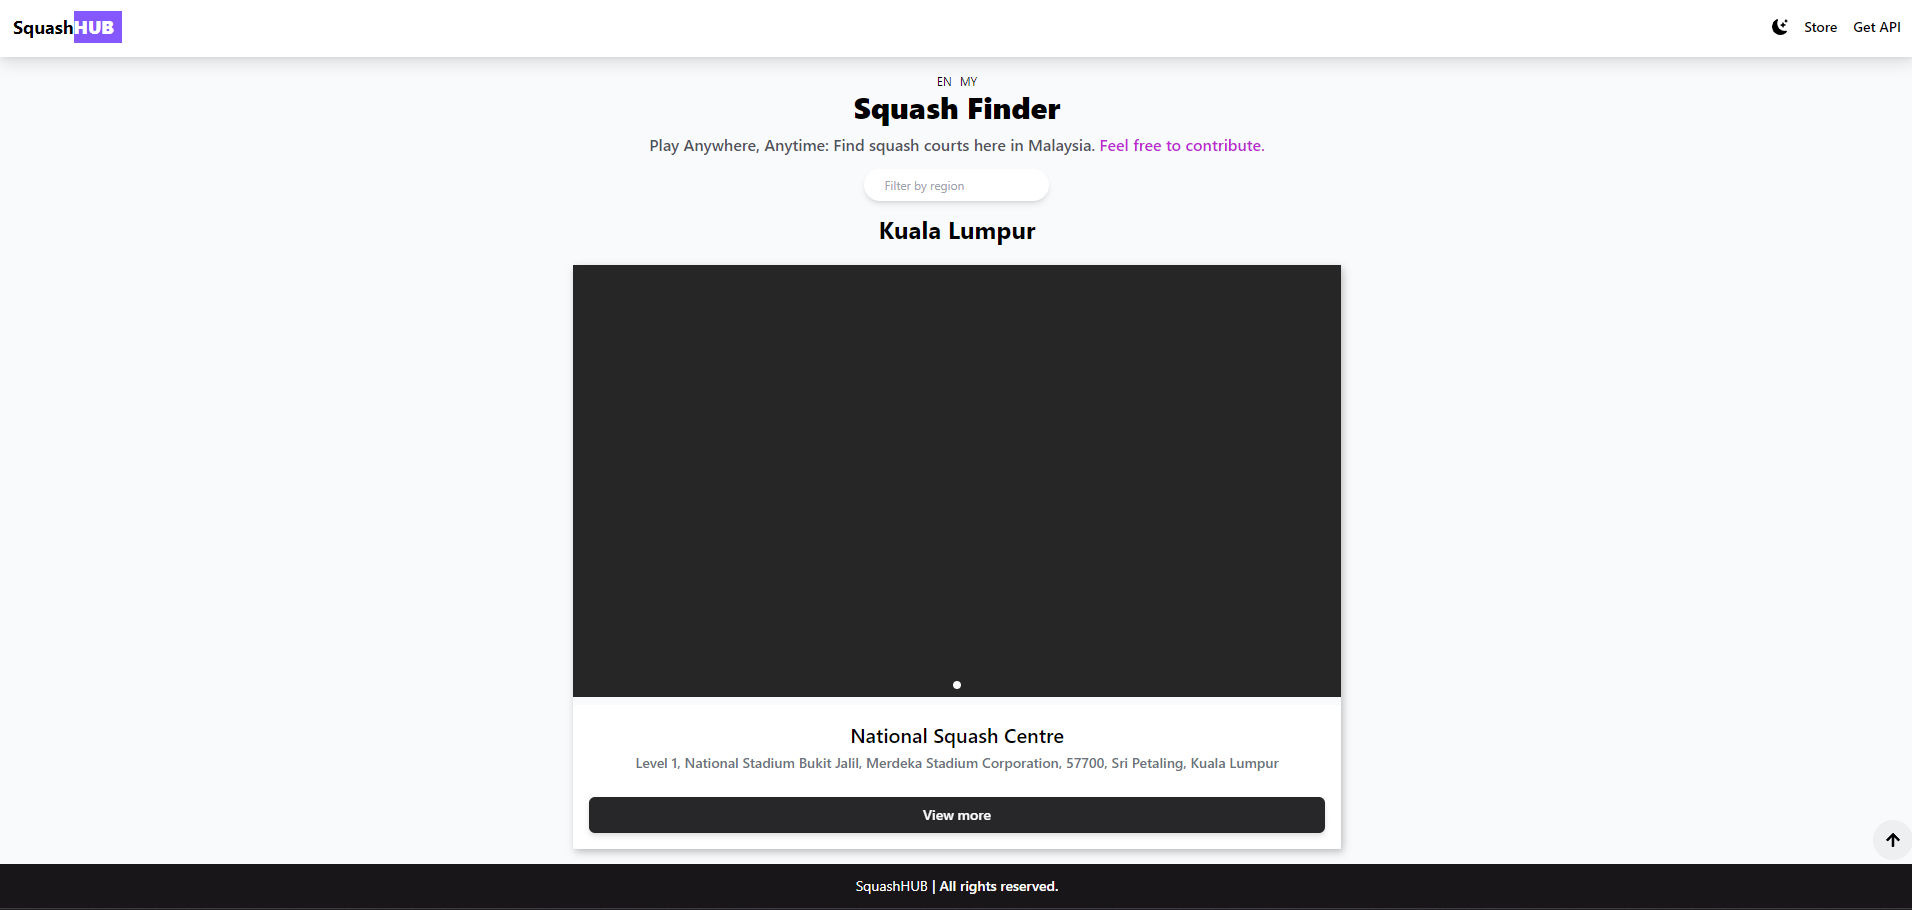 SquashHUB
Store Get API
EN MY
Squash Finder
Play Anywhere, Anytime: Find squash courts here in Malaysia. Feel free to contribute.
Filter by region
Kuala Lumpur
National Squash Centre
Level 1, National Stadium Bukit Jalil, Merdeka Stadium Corporation, 57700, Sri Petaling, Kuala Lumpur
View more
SquashHUB | All rights reserved.